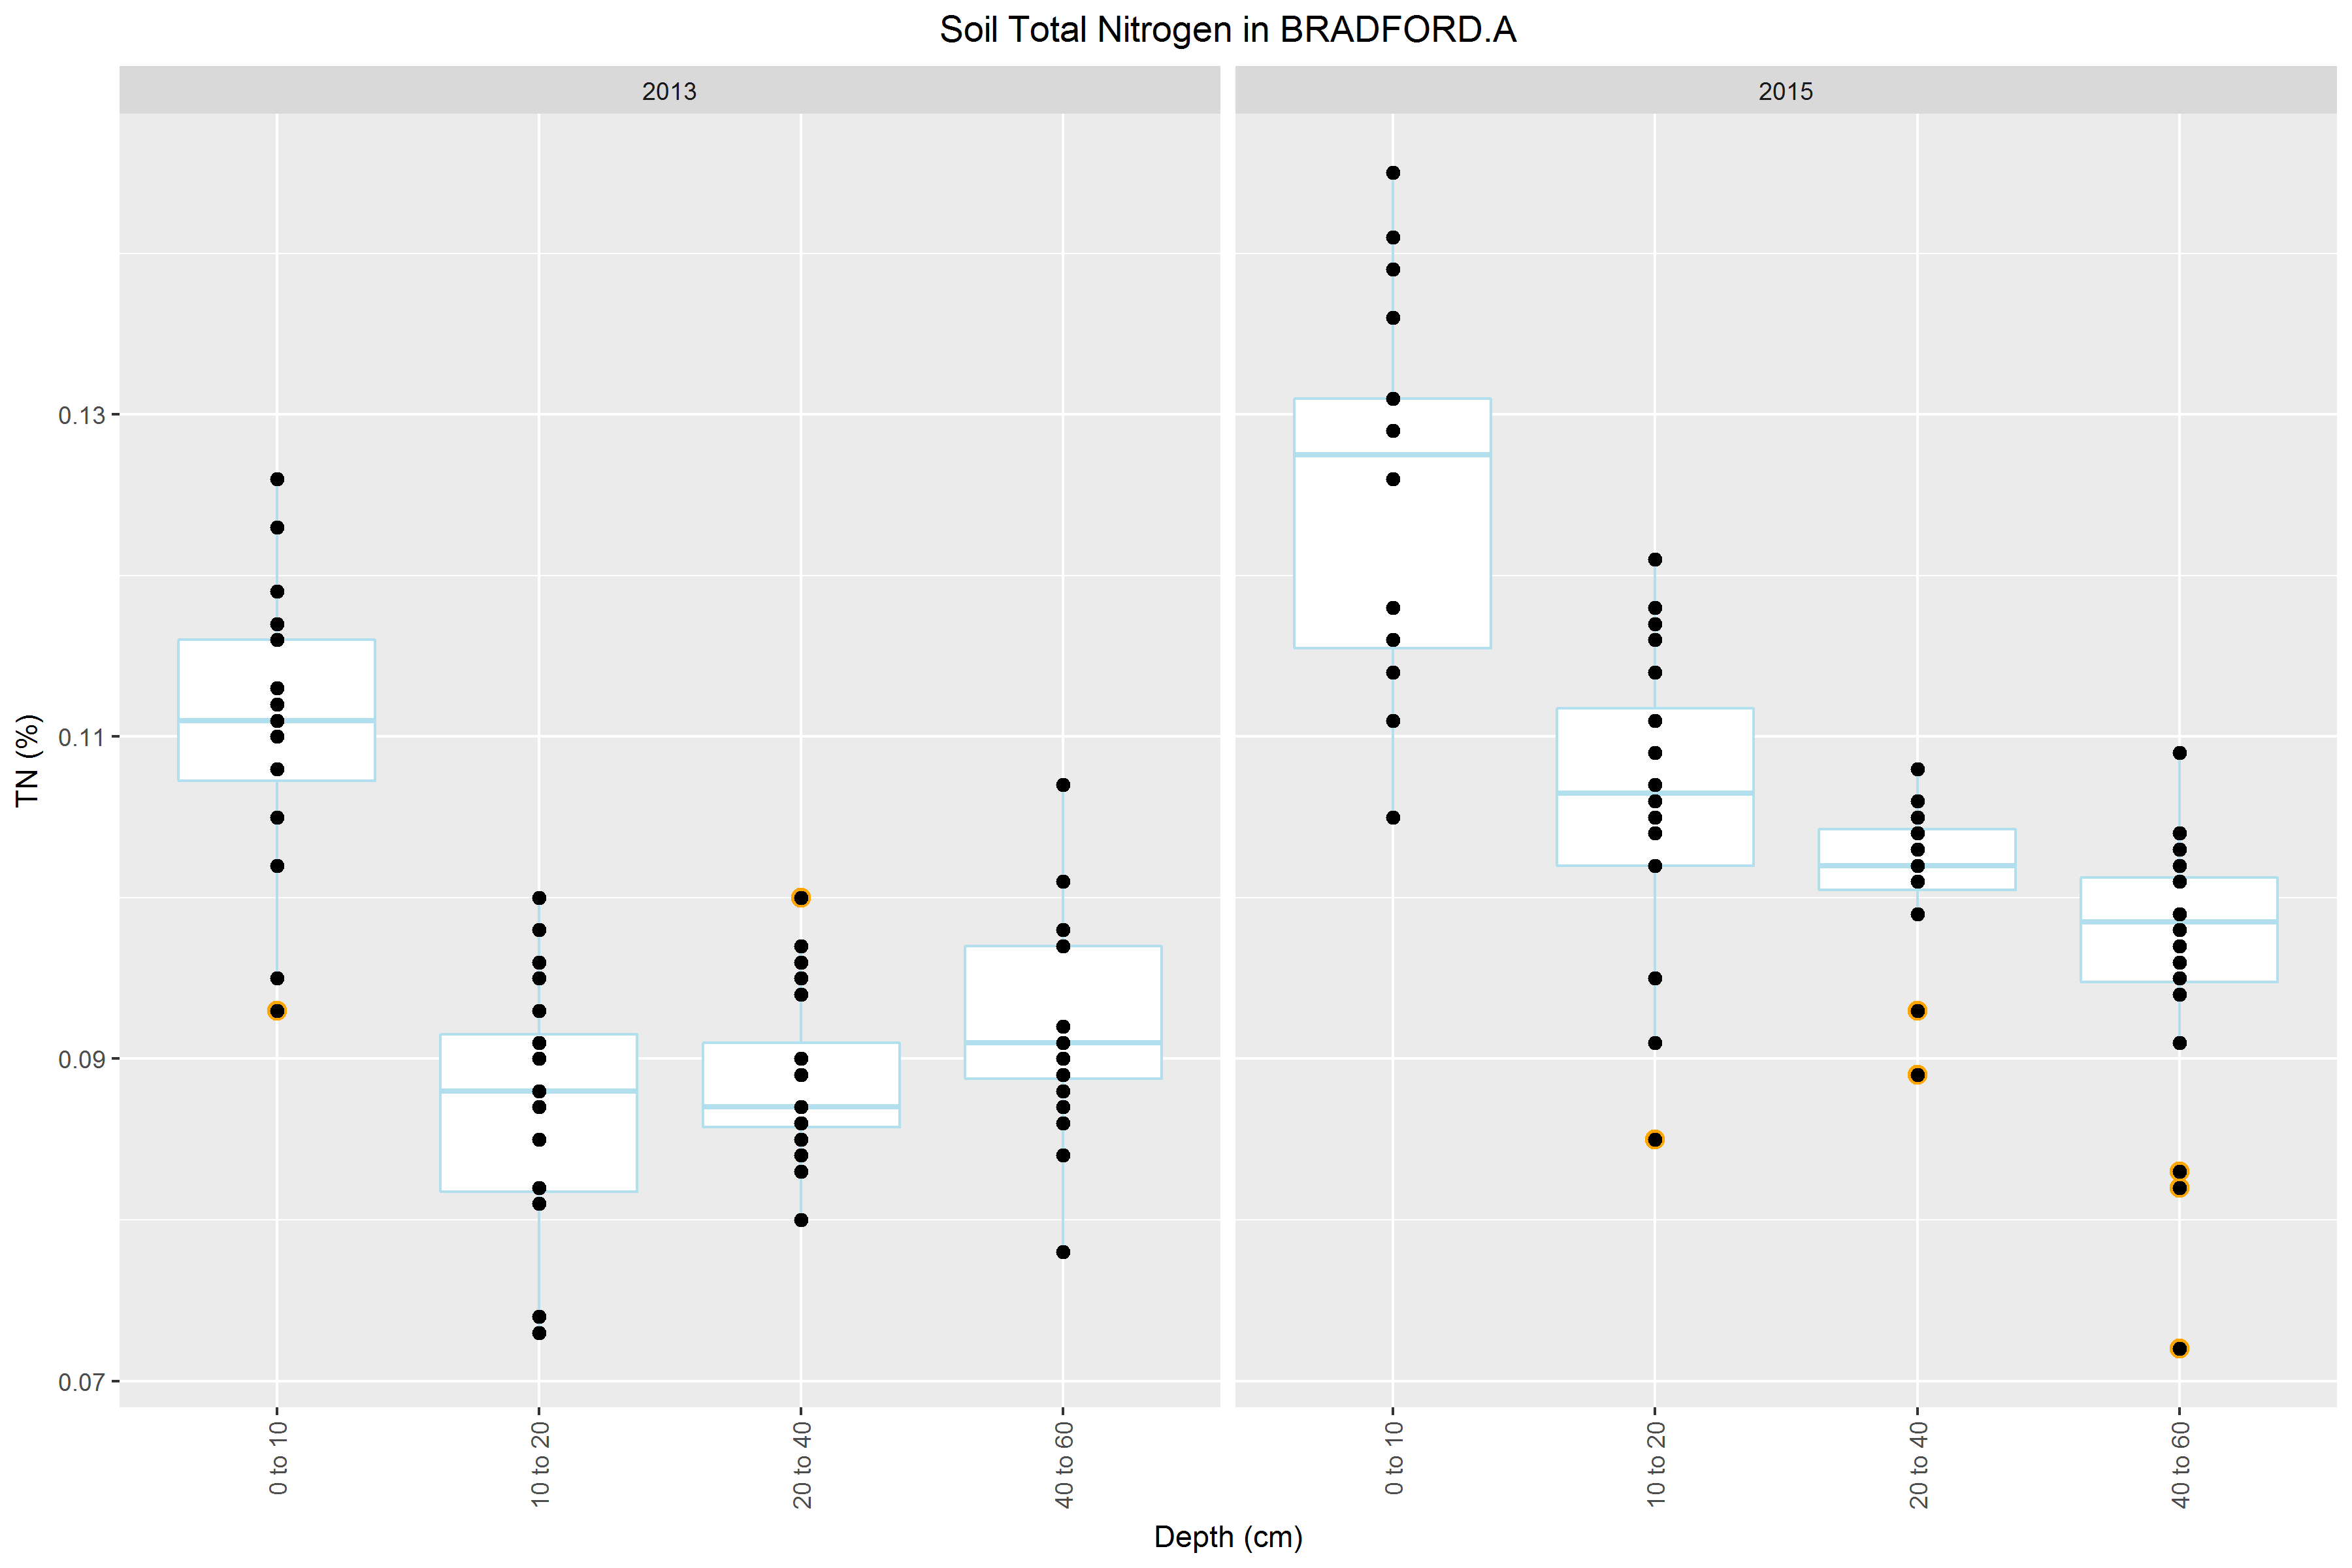 Soil Total Nitrogen in BRADFORD.A
2013
2015
TN (%)
0.13
0.11
0.09
0.07
0 to 10
10 to 20
20 to 40
40 to 60
0 to 10
10 to 20
20 to 40
40 to 60
Depth (cm)